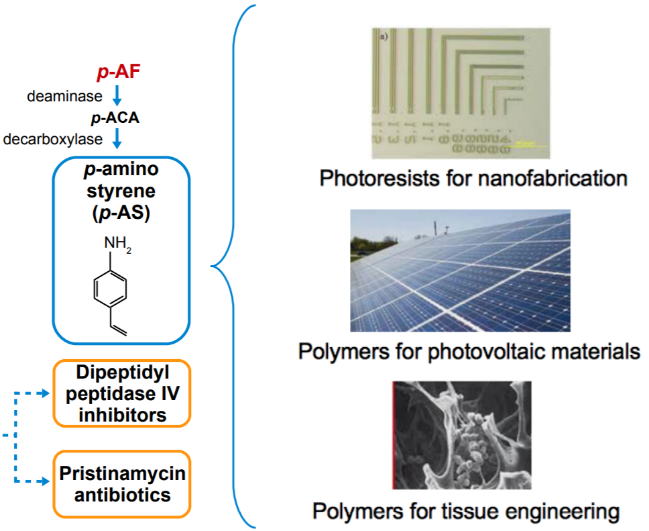 p-AF
deaminase
p-ACA
decarboxylase
p-amino
styrene
(p-AS)
NH2
Dipeptidyl
peptidase IV
inhibitors
Pristinamycin
antibiotics
a)
Photoresists for nanofabrication
Polymers for photovoltaic materials
Polymers for tissue engineering